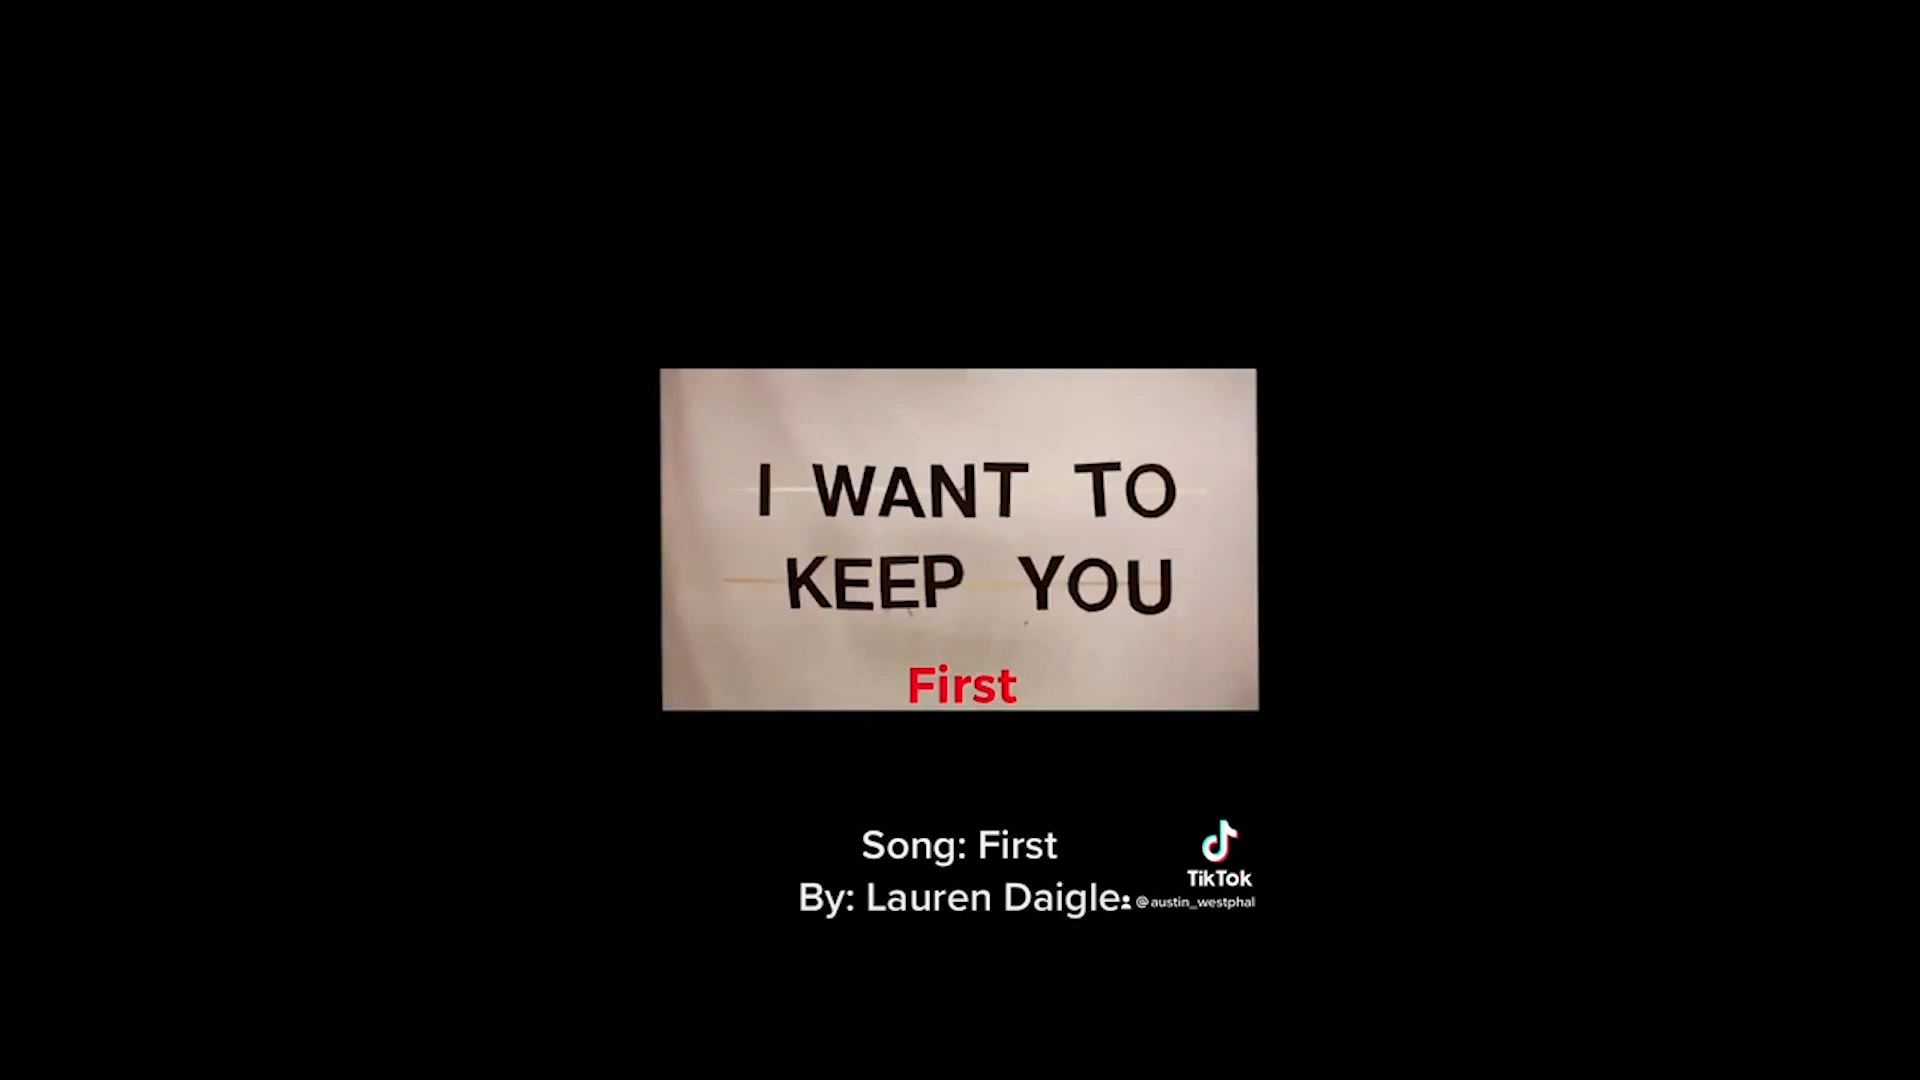 I WANT TO
KEEP YOU
First
Song: First
By: Lauren Daigle
TikTok
@austin_westphal